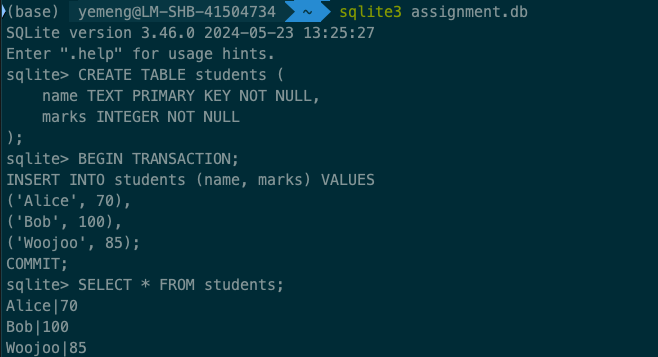 (base) yemeng@LM-SHB-41504734 ~ sqlite3 assignment.db
SQLite version 3.46.0 2024-05-23 13:25:27
Enter ".help" for usage hints.
sqlite> CREATE TABLE students (
    name TEXT PRIMARY KEY NOT NULL,
    marks INTEGER NOT NULL
);
sqlite> BEGIN TRANSACTION;
INSERT INTO students (name, marks) VALUES
('Alice', 70),
('Bob', 100),
('Woojoo', 85);
COMMIT;
sqlite> SELECT * FROM students;
Alice|70
Bob|100
Woojoo|85